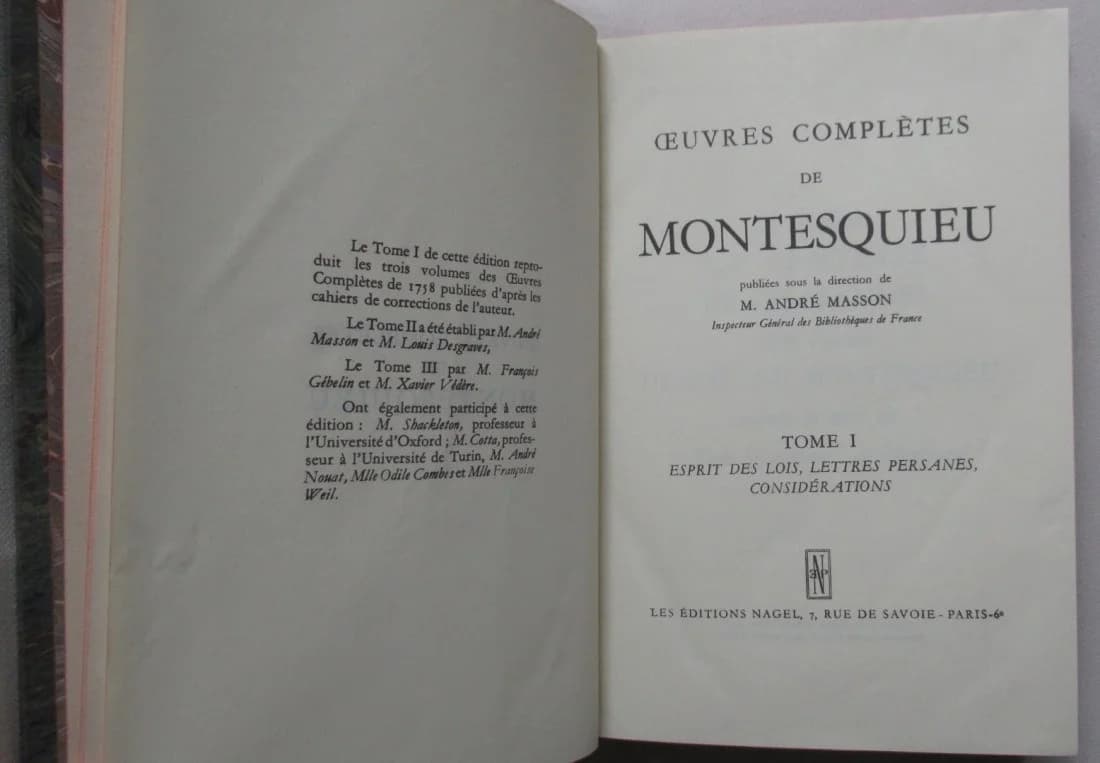 Le Tome I de cette édition repro-
duit les trois volumes des Œuvres
Complètes de 1758 publiées d'après les
cahiers de corrections de l'auteur.
Le Tome II a été établi par M. André
Masson et M. Louis Desgraves,
Le Tome III par M. François
Gébelin et M. Xavier Védère.
Ont également participé à cette
édition : M. Shackleton, professeur à
l'Université d'Oxford ; M. Cotta, profes-
seur à l'Université de Turin, M. André
Nouat, Mlle Odile Combes et Mlle Françoise
Weil.
ŒUVRES COMPLÈTES
DE
MONTESQUIEU
publiées sous la direction de
M. ANDRÉ MASSON
Inspecteur Général des Bibliothèques de France
TOME I
ESPRIT DES LOIS, LETTRES PERSANES,
CONSIDÉRATIONS
LES ÉDITIONS NAGEL, 7, RUE DE SAVOIE - PARIS-6e